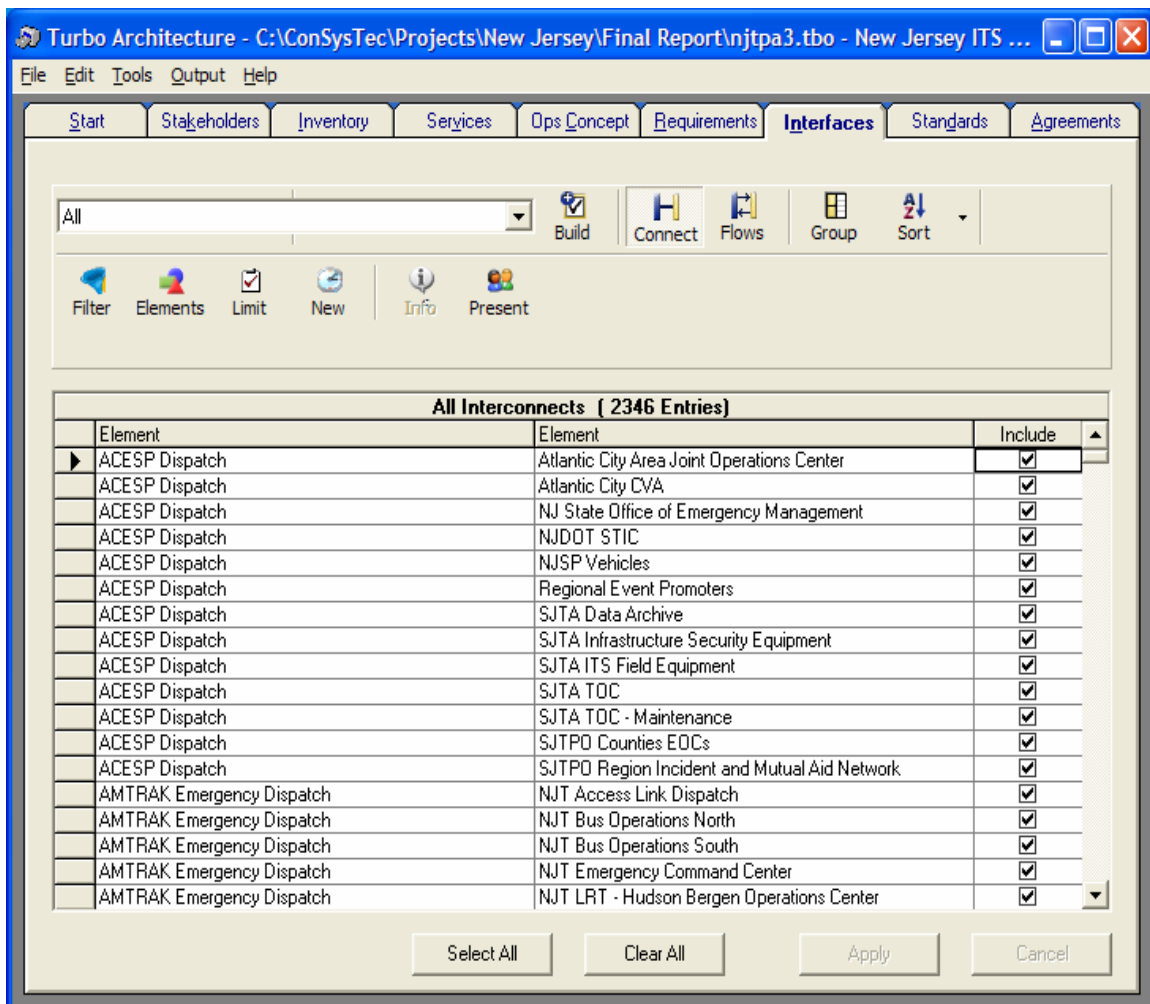 Turbo Architecture - C:\ConSysTec\Projects\New Jersey\Final Report\njtpa3.tbo - New Jersey ITS ...
File Edit Tools Output Help
Start Stakeholders Inventory Services Ops Concept Requirements Interfaces Standards Agreements
All Build Connect Flows Group Sort
Filter Elements Limit New Info Present
All Interconnects ( 2346 Entries)
Element Element Include
ACESP Dispatch Atlantic City Area Joint Operations Center
ACESP Dispatch Atlantic City CVA
ACESP Dispatch NJ State Office of Emergency Management
ACESP Dispatch NJDOT STIC
ACESP Dispatch NJSP Vehicles
ACESP Dispatch Regional Event Promoters
ACESP Dispatch SJTA Data Archive
ACESP Dispatch SJTA Infrastructure Security Equipment
ACESP Dispatch SJTA ITS Field Equipment
ACESP Dispatch SJTA TOC
ACESP Dispatch SJTA TOC - Maintenance
ACESP Dispatch SJTPO Counties EOCs
ACESP Dispatch SJTPO Region Incident and Mutual Aid Network
AMTRAK Emergency Dispatch NJT Access Link Dispatch
AMTRAK Emergency Dispatch NJT Bus Operations North
AMTRAK Emergency Dispatch NJT Bus Operations South
AMTRAK Emergency Dispatch NJT Emergency Command Center
AMTRAK Emergency Dispatch NJT LRT - Hudson Bergen Operations Center
Select All Clear All Apply Cancel